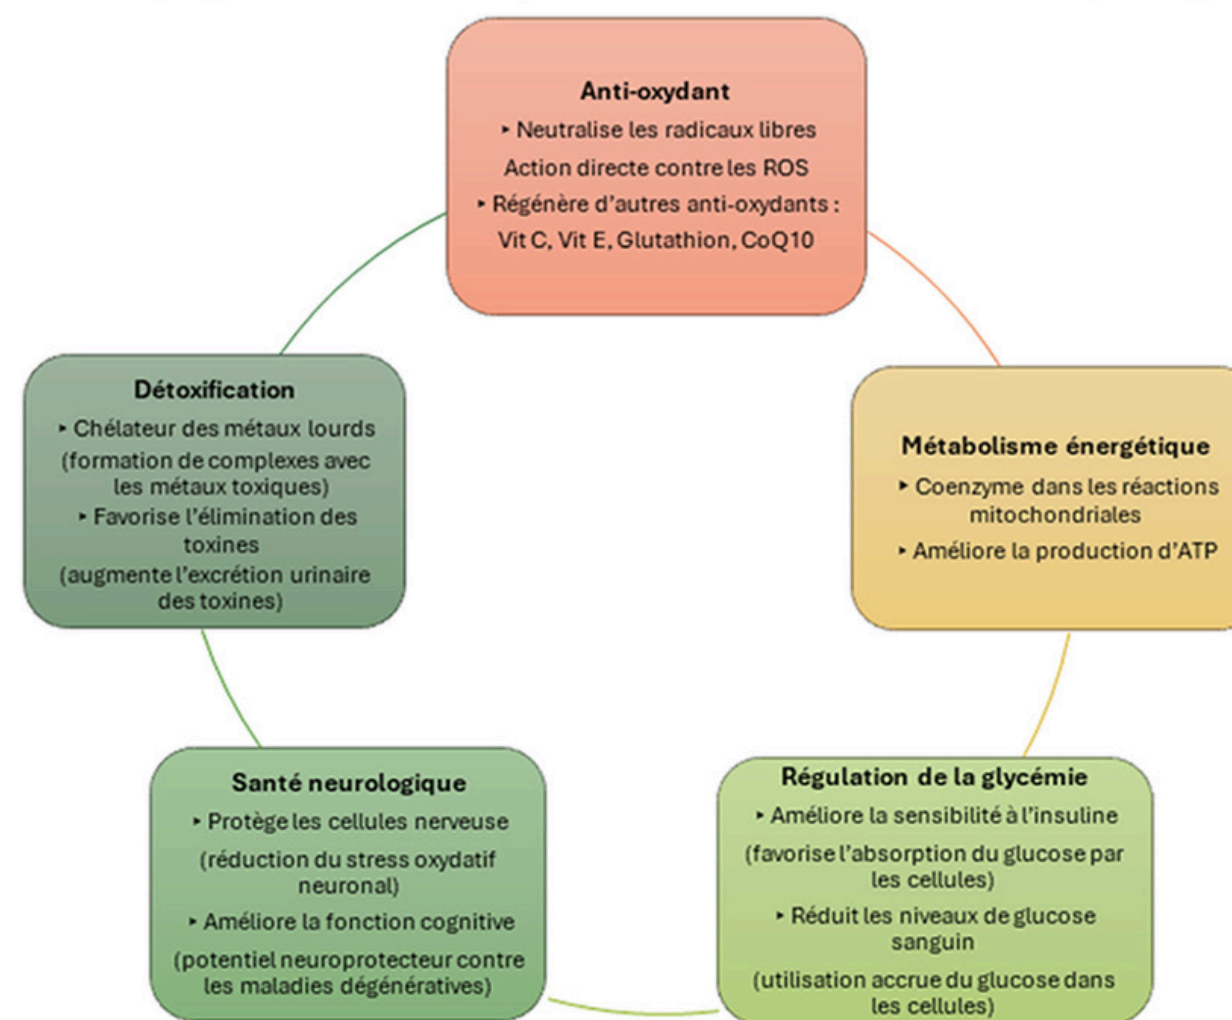 Anti-oxydant
‣ Neutralise les radicaux libres
Action directe contre les ROS
‣ Régénère d'autres anti-oxydants :
Vit C, Vit E, Glutathion, CoQ10
Métabolisme énergétique
‣ Coenzyme dans les réactions
mitochondriales
‣ Améliore la production d'ATP
Régulation de la glycémie
‣ Améliore la sensibilité à l'insuline
(favorise l'absorption du glucose par
les cellules)
‣ Réduit les niveaux de glucose
sanguin
(utilisation accrue du glucose dans
les cellules)
Santé neurologique
‣ Protège les cellules nerveuse
(réduction du stress oxydatif
neuronal)
‣ Améliore la fonction cognitive
(potentiel neuroprotecteur contre
les maladies dégénératives)
Détoxification
‣ Chélateur des métaux lourds
(formation de complexes avec
les métaux toxiques)
‣ Favorise l'élimination des
toxines
(augmente l'excrétion urinaire
des toxines)